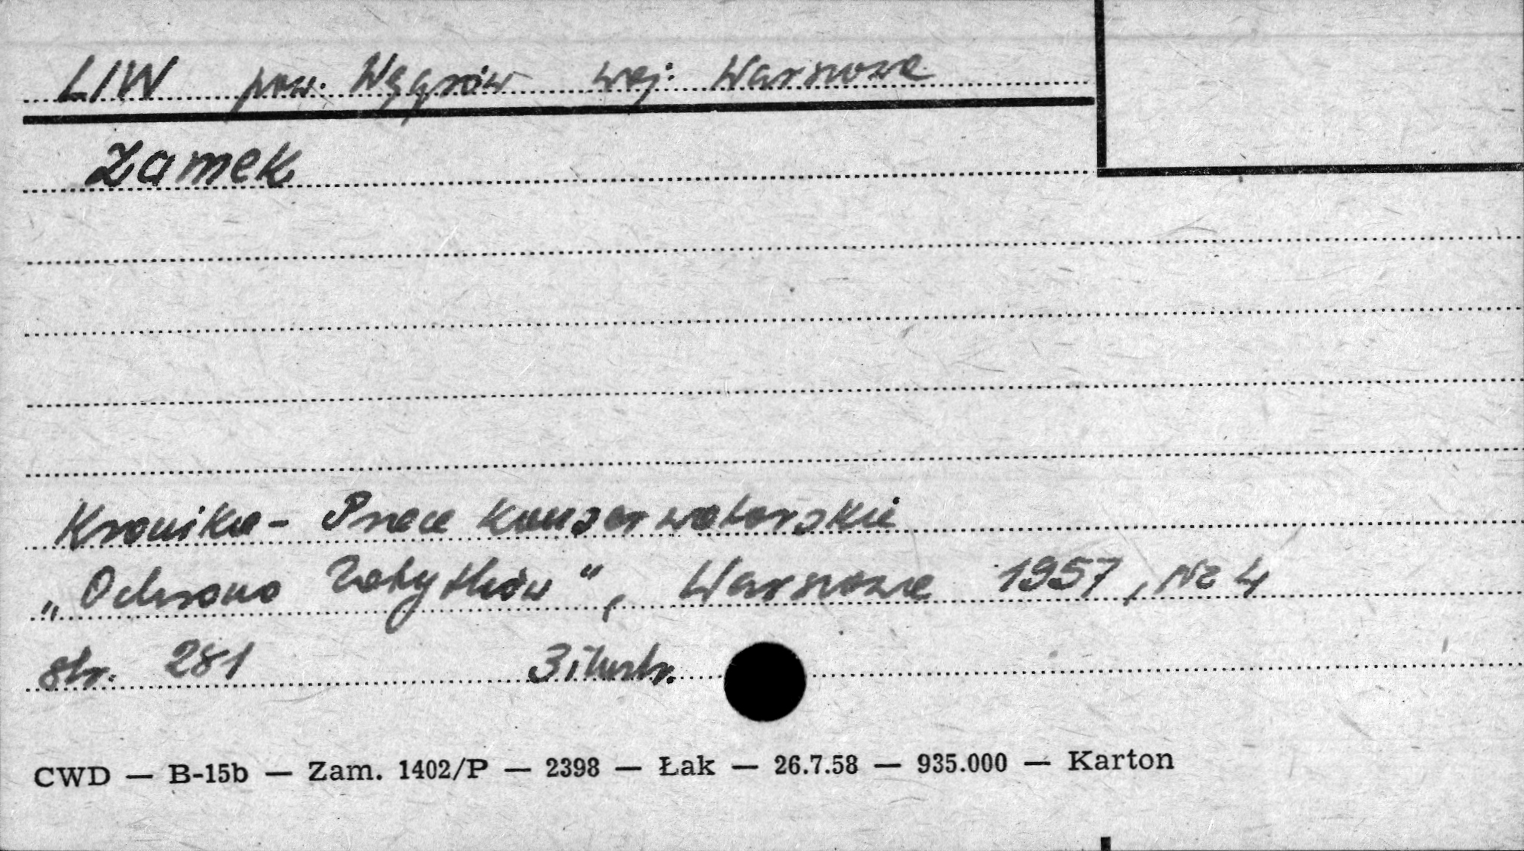 LIW pow. Węgrów woj. Warszawa
Zamek
Kronika - Prace konserwatorskie
„Ochrona Zabytków”, Warszawa 1957, nr 4
str. 281 3 ilustr.
CWD — B-15b — Zam. 1402/P — 2398 — Łak — 26.7.58 — 935.000 — Karton